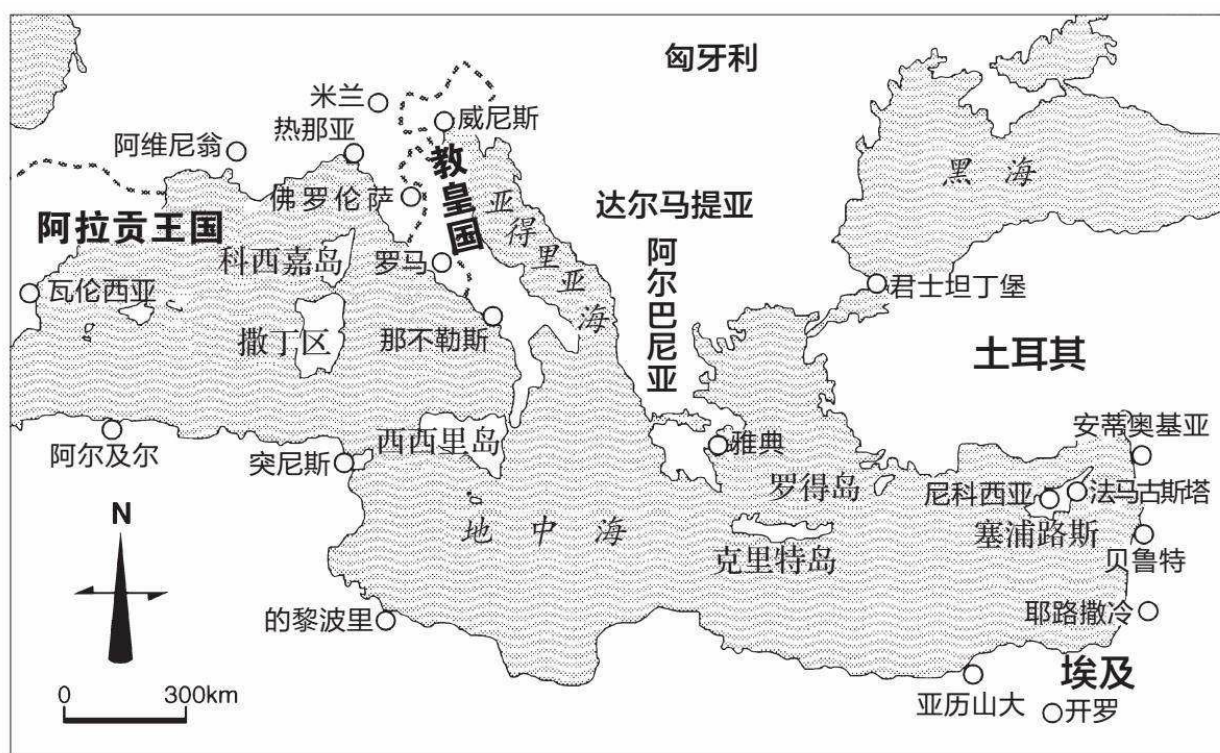 匈牙利
米兰
威尼斯
热那亚
阿维尼翁
教皇国
黑海
佛罗伦萨
亚得里亚海
达尔马提亚
阿拉贡王国
科西嘉岛
罗马
阿尔巴尼亚
君士坦丁堡
瓦伦西亚
撒丁区
那不勒斯
土耳其
阿尔及尔
突尼斯
西西里岛
雅典
安蒂奥基亚
罗得岛
尼科西亚
法马古斯塔
地中海
塞浦路斯
克里特岛
贝鲁特
N
的黎波里
耶路撒冷
埃及
亚历山大
开罗
0 300km